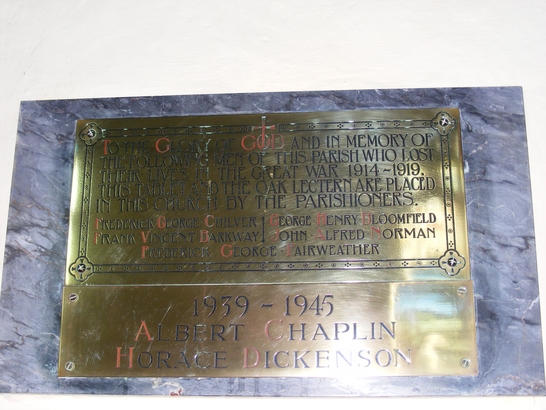 TO THE GLORY OF GOD AND IN MEMORY OF
THE FOLLOWING MEN OF THIS PARISH WHO LOST
THEIR LIVES IN THE GREAT WAR 1914-1919.
THIS TABLET AND THE OAK LECTERN ARE PLACED
IN THIS CHURCH BY THE PARISHIONERS.
FREDERICK GEORGE CULVER GEORGE HENRY BLOOMFIELD
FRANK VINCENT BARKWAY JOHN ALFRED NORMAN
FREDERICK GEORGE FAIRWEATHER
1939 - 1945
ALBERT CHAPLIN
HORACE DICKENSON